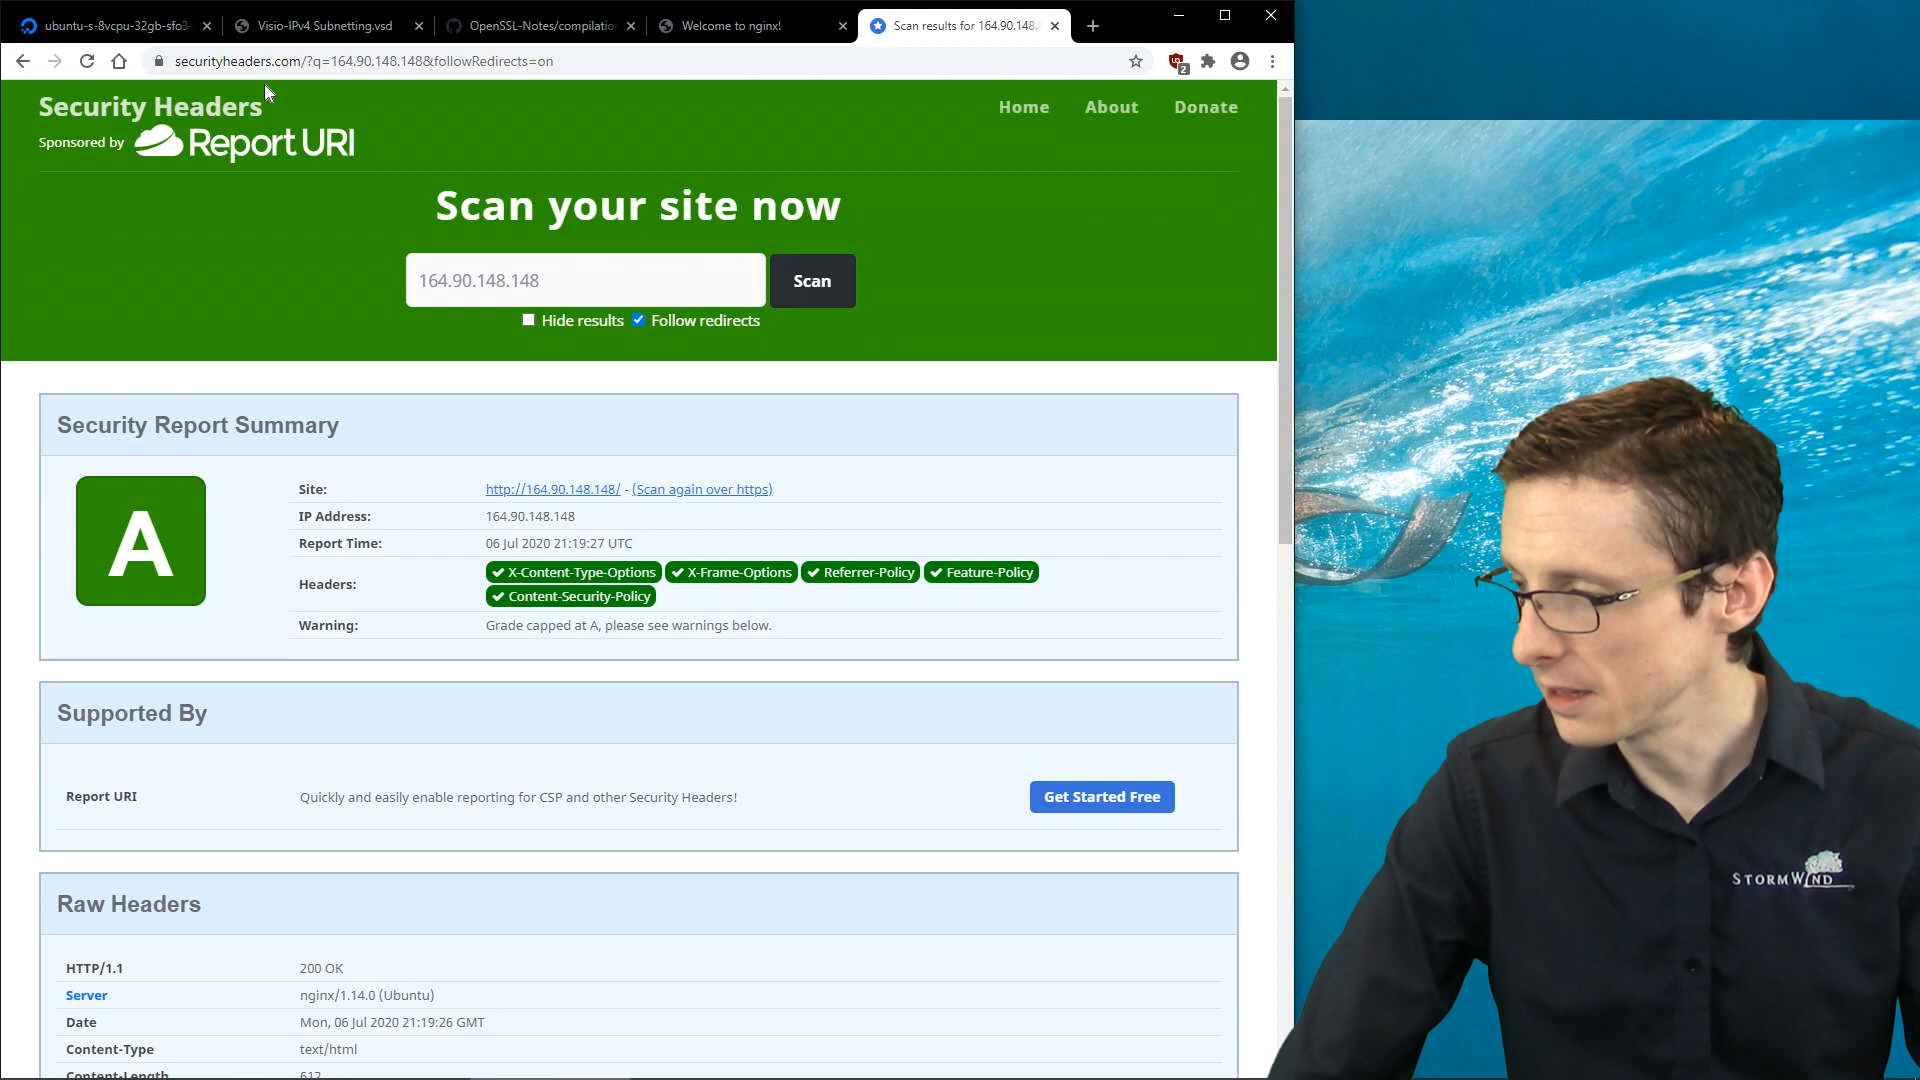 ubuntu-s-8vcpu-32gb-sfo3-
Visio-IPv4 Subnetting.vsd
OpenSSL-Notes/compilatio
Welcome to nginx!
Scan results for 164.90.148.
securityheaders.com/?q=164.90.148.148&followRedirects=on
2
Security Headers
Home About Donate
Sponsored by Report URI
Scan your site now
164.90.148.148 Scan
Hide results Follow redirects
Security Report Summary
A
Site: http://164.90.148.148/ - (Scan again over https)
IP Address: 164.90.148.148
Report Time: 06 Jul 2020 21:19:27 UTC
Headers: X-Content-Type-Options X-Frame-Options Referrer-Policy Feature-Policy
Content-Security-Policy
Warning: Grade capped at A, please see warnings below.
Supported By
Report URI Quickly and easily enable reporting for CSP and other Security Headers! Get Started Free
Raw Headers
HTTP/1.1 200 OK
Server nginx/1.14.0 (Ubuntu)
Date Mon, 06 Jul 2020 21:19:26 GMT
Content-Type text/html
Content-Length 612
STORMWIND